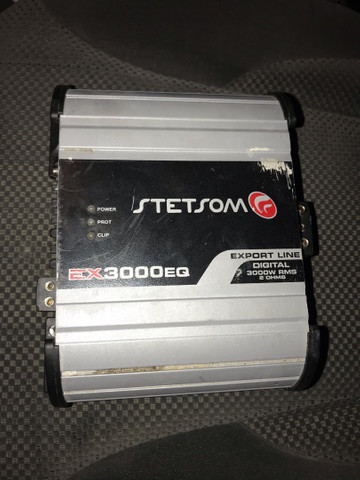 POWER
PROT
CLIP
STETSOM
EX3000EQ
EXPORT LINE
DIGITAL
3000W RMS
2 OHMS